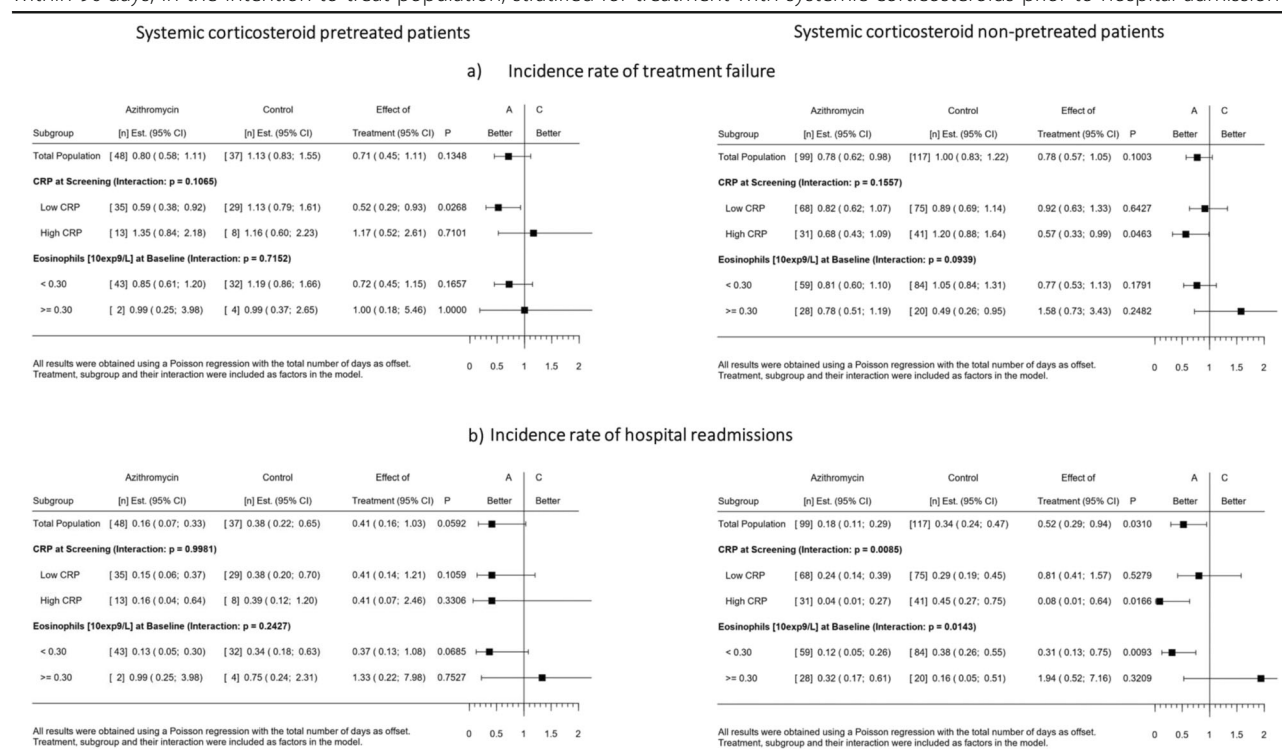 within 90 days, in the intention to treat population, stratified for treatment with systemic corticosteroids prior to hospital admission
Systemic corticosteroid pretreated patients
Systemic corticosteroid non-pretreated patients
a) Incidence rate of treatment failure
Azithromycin Control Effect of A C
Subgroup [n] Est. (95% CI) [n] Est. (95% CI) Treatment (95% CI) P Better Better
Total Population [48] 0.80 (0.58; 1.11) [37] 1.13 (0.83; 1.55) 0.71 (0.45; 1.11) 0.1348
CRP at Screening (Interaction: p = 0.1065)
Low CRP [35] 0.59 (0.38; 0.92) [29] 1.13 (0.79; 1.61) 0.52 (0.29; 0.93) 0.0268
High CRP [13] 1.35 (0.84; 2.18) [ 8] 1.16 (0.60; 2.23) 1.17 (0.52; 2.61) 0.7101
Eosinophils [10exp9/L] at Baseline (Interaction: p = 0.7152)
< 0.30 [43] 0.85 (0.61; 1.20) [32] 1.19 (0.86; 1.66) 0.72 (0.45; 1.15) 0.1657
>= 0.30 [ 2] 0.99 (0.25; 3.98) [ 4] 0.99 (0.37; 2.65) 1.00 (0.18; 5.46) 1.0000
All results were obtained using a Poisson regression with the total number of days as offset.
Treatment, subgroup and their interaction were included as factors in the model.
0 0.5 1 1.5 2
Azithromycin Control Effect of A C
Subgroup [n] Est. (95% CI) [n] Est. (95% CI) Treatment (95% CI) P Better Better
Total Population [99] 0.78 (0.62; 0.98) [117] 1.00 (0.83; 1.22) 0.78 (0.57; 1.05) 0.1003
CRP at Screening (Interaction: p = 0.1557)
Low CRP [68] 0.82 (0.62; 1.07) [75] 0.89 (0.69; 1.14) 0.92 (0.63; 1.33) 0.6427
High CRP [31] 0.68 (0.43; 1.09) [41] 1.20 (0.88; 1.64) 0.57 (0.33; 0.99) 0.0463
Eosinophils [10exp9/L] at Baseline (Interaction: p = 0.0939)
< 0.30 [59] 0.81 (0.60; 1.10) [84] 1.05 (0.84; 1.31) 0.77 (0.53; 1.13) 0.1791
>= 0.30 [28] 0.78 (0.51; 1.19) [20] 0.49 (0.26; 0.95) 1.58 (0.73; 3.43) 0.2482
All results were obtained using a Poisson regression with the total number of days as offset.
Treatment, subgroup and their interaction were included as factors in the model.
0 0.5 1 1.5 2
b) Incidence rate of hospital readmissions
Azithromycin Control Effect of A C
Subgroup [n] Est. (95% CI) [n] Est. (95% CI) Treatment (95% CI) P Better Better
Total Population [48] 0.16 (0.07; 0.33) [37] 0.38 (0.22; 0.65) 0.41 (0.16; 1.03) 0.0592
CRP at Screening (Interaction: p = 0.9981)
Low CRP [35] 0.15 (0.06; 0.37) [29] 0.38 (0.20; 0.70) 0.41 (0.14; 1.21) 0.1059
High CRP [13] 0.16 (0.04; 0.64) [ 8] 0.39 (0.12; 1.20) 0.41 (0.07; 2.46) 0.3306
Eosinophils [10exp9/L] at Baseline (Interaction: p = 0.2427)
< 0.30 [43] 0.13 (0.05; 0.30) [32] 0.34 (0.18; 0.63) 0.37 (0.13; 1.08) 0.0685
>= 0.30 [ 2] 0.99 (0.25; 3.98) [ 4] 0.75 (0.24; 2.31) 1.33 (0.22; 7.98) 0.7527
All results were obtained using a Poisson regression with the total number of days as offset.
Treatment, subgroup and their interaction were included as factors in the model.
0 0.5 1 1.5 2
Azithromycin Control Effect of A C
Subgroup [n] Est. (95% CI) [n] Est. (95% CI) Treatment (95% CI) P Better Better
Total Population [99] 0.18 (0.11; 0.29) [117] 0.34 (0.24; 0.47) 0.52 (0.29; 0.94) 0.0310
CRP at Screening (Interaction: p = 0.0085)
Low CRP [68] 0.24 (0.14; 0.39) [75] 0.29 (0.19; 0.45) 0.81 (0.41; 1.57) 0.5279
High CRP [31] 0.04 (0.01; 0.27) [41] 0.45 (0.27; 0.75) 0.08 (0.01; 0.64) 0.0166
Eosinophils [10exp9/L] at Baseline (Interaction: p = 0.0143)
< 0.30 [59] 0.12 (0.05; 0.26) [84] 0.38 (0.26; 0.55) 0.31 (0.13; 0.75) 0.0093
>= 0.30 [28] 0.32 (0.17; 0.61) [20] 0.16 (0.05; 0.51) 1.94 (0.52; 7.16) 0.3209
All results were obtained using a Poisson regression with the total number of days as offset.
Treatment, subgroup and their interaction were included as factors in the model.
0 0.5 1 1.5 2